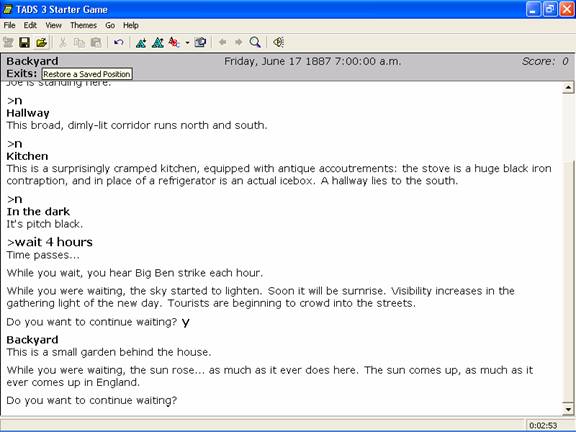 TADS 3 Starter Game
File Edit View Themes Go Help
Backyard Friday, June 17 1887 7:00:00 a.m. Score: 0
Exits: Restore a Saved Position
Joe is standing here.
>n
Hallway
This broad, dimly-lit corridor runs north and south.
>n
Kitchen
This is a surprisingly cramped kitchen, equipped with antique accoutrements: the stove is a huge black iron
contraption, and in place of a refrigerator is an actual icebox. A hallway lies to the south.
>n
In the dark
It's pitch black.
>wait 4 hours
Time passes...
While you wait, you hear Big Ben strike each hour.
While you were waiting, the sky started to lighten. Soon it will be surnrise. Visibility increases in the
gathering light of the new day. Tourists are beginning to crowd into the streets.
Do you want to continue waiting? y
Backyard
This is a small garden behind the house.
While you were waiting, the sun rose... as much as it ever does here. The sun comes up, as much as it
ever comes up in England.
Do you want to continue waiting?
0:02:53